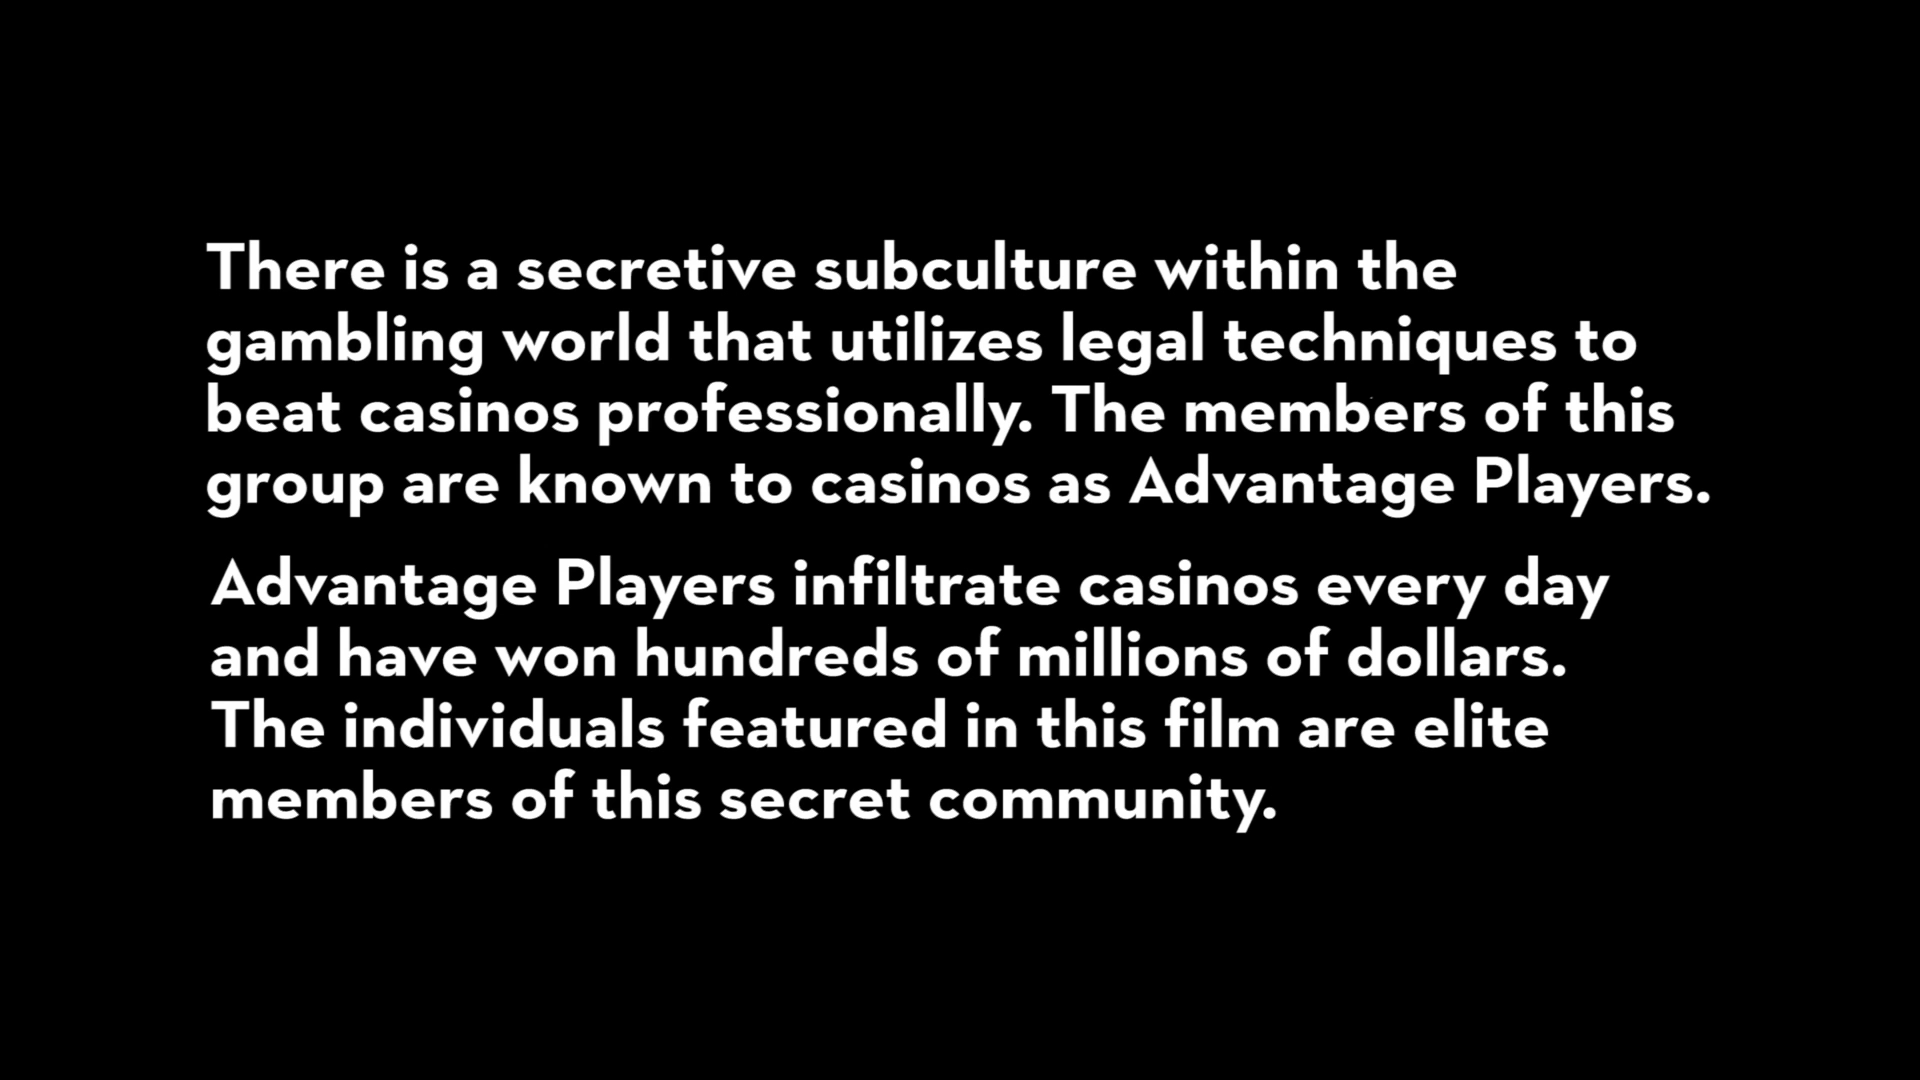 There is a secretive subculture within the
gambling world that utilizes legal techniques to
beat casinos professionally. The members of this
group are known to casinos as Advantage Players.
Advantage Players infiltrate casinos every day
and have won hundreds of millions of dollars.
The individuals featured in this film are elite
members of this secret community.